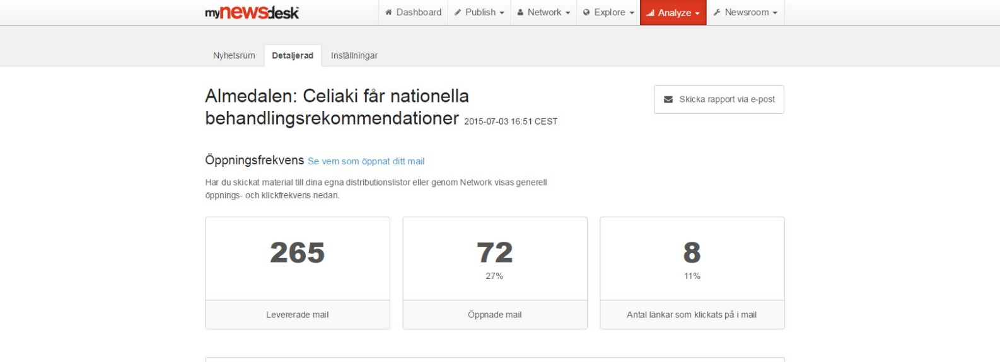 mynewsdesk
Dashboard Publish Network Explore Analyze Newsroom
Nyhetsrum Detaljerad Inställningar
Almedalen: Celiaki får nationella
behandlingsrekommendationer 2015-07-03 16:51 CEST
Skicka rapport via e-post
Öppningsfrekvens Se vem som öppnat ditt mail
Har du skickat material till dina egna distributionslistor eller genom Network visas generell
öppnings- och klickfrekvens nedan.
265
Levererade mail
72
27%
Öppnade mail
8
11%
Antal länkar som klickats på i mail